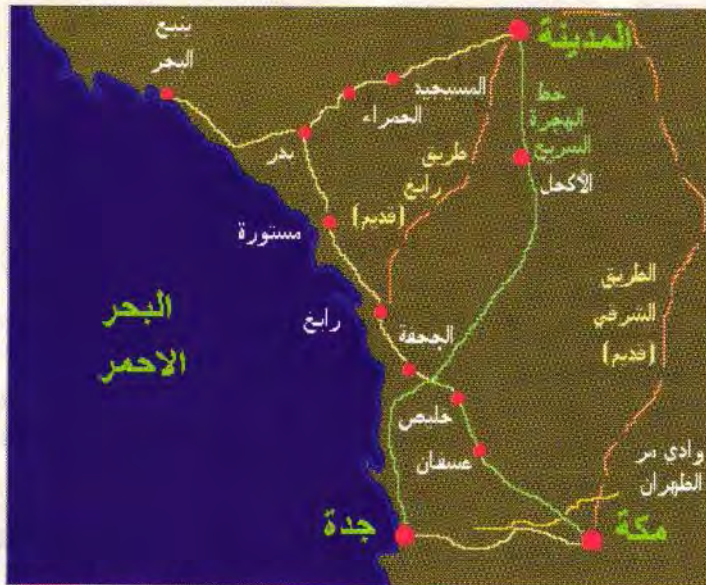 المدينة
ينبع
البحر
المسيجيد
الحمراء
بدر
خط
الهجرة
السريع
الأكحل
طريق
رابغ
(قديم)
مستورة
رابغ
الجحفة
الطريق
الشرقي
(قديم)
البحر
الاحمر
خليص
عسفان
وادي مر
الظهران
جدة
مكة